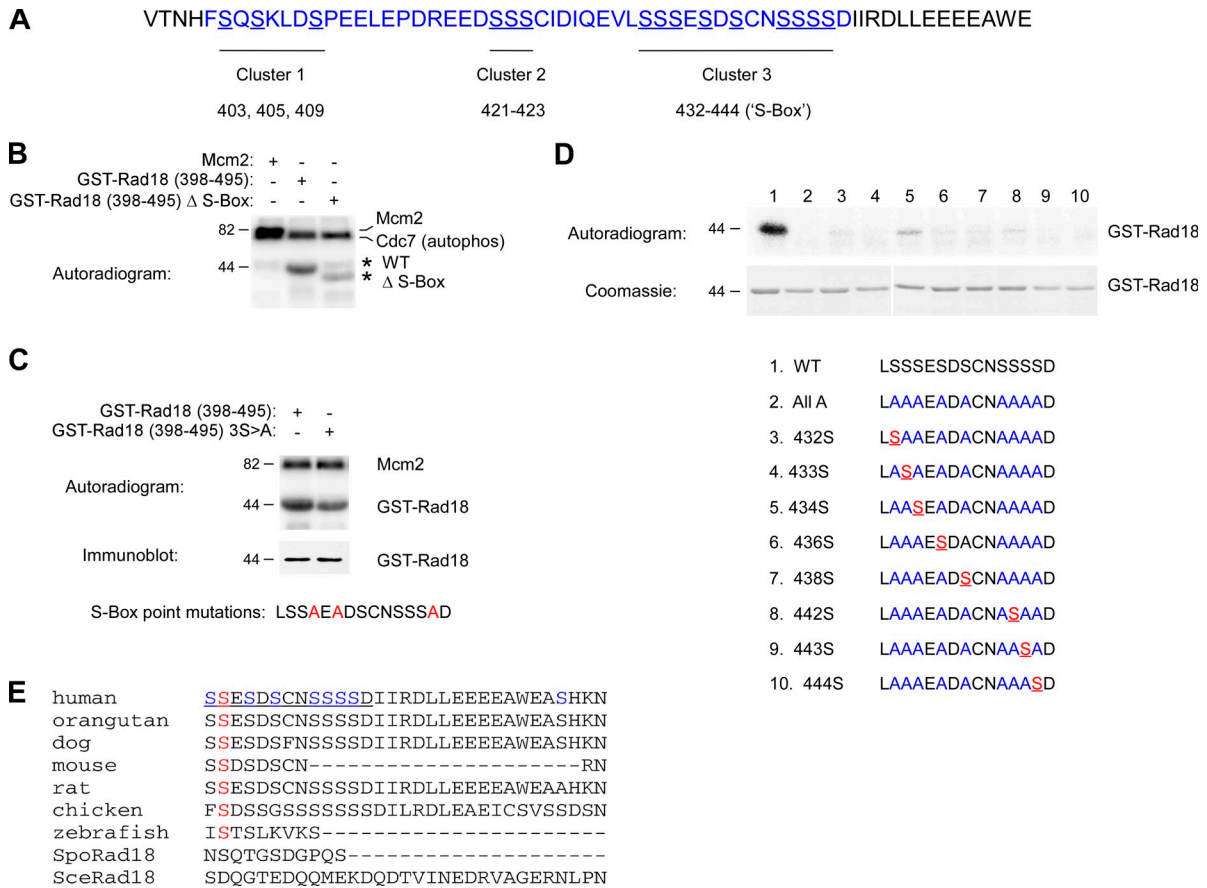 A
VTNHFSQSKLDSPEELEPDREEDSSSCIDIQEVLSSSESDSCNSSSSDIIRDLLEEEEAWE
Cluster 1 Cluster 2 Cluster 3
403, 405, 409 421-423 432-444 ('S-Box')
B
Mcm2: + - -
GST-Rad18 (398-495): - + -
GST-Rad18 (398-495) Δ S-Box: - - +
82 – Mcm2
Cdc7 (autophos)
Autoradiogram: 44 – * WT
* Δ S-Box
C
GST-Rad18 (398-495): + -
GST-Rad18 (398-495) 3S>A: - +
82 – Mcm2
Autoradiogram:
44 – GST-Rad18
Immunoblot: 44 – GST-Rad18
S-Box point mutations: LSSAEADSCNSSSAD
D
1 2 3 4 5 6 7 8 9 10
Autoradiogram: 44 – GST-Rad18
Coomassie: 44 – GST-Rad18
1. WT LSSSESDSCNSSSSD
2. All A LAAAEADACNAAAAD
3. 432S LSAAEADACNAAAAD
4. 433S LASAEADACNAAAAD
5. 434S LAASEADACNAAAAD
6. 436S LAAAESDACNAAAAD
7. 438S LAAAEADSCNAAAAD
8. 442S LAAAEADACNASAAD
9. 443S LAAAEADACNAASAD
10. 444S LAAAEADACNAAASD
E
human SSESDSCNSSSSDIIRDLLEEEEAWEASHKN
orangutan SSESDSCNSSSSDIIRDLLEEEEAWEASHKN
dog SSESDSFNSSSSDIIRDLLEEEEAWEASHKN
mouse SSDSDSCN---------------------RN
rat SSESDSCNSSSSDIIRDLLEEEEAWEAAHKN
chicken FSDSSGSSSSSSDILRDLEAEICSVSSDSN
zebrafish ISTSLKVKS----------------------
SpoRad18 NSQTGSDGPQS--------------------
SceRad18 SDQGTEDQQMEKDQDTVINEDRVAGERNLPN